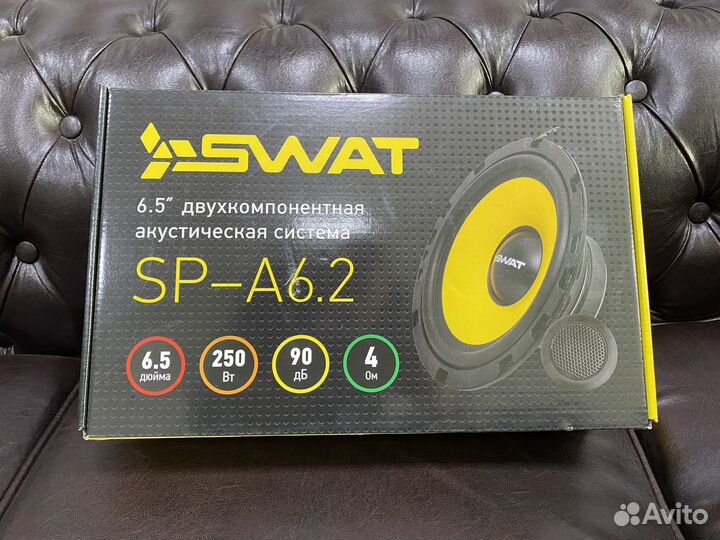 SWAT
6.5” двухкомпонентная
акустическая система
SP-A6.2
SWAT
6.5
дюйма
250
Вт
90
дБ
4
Ом
Avito